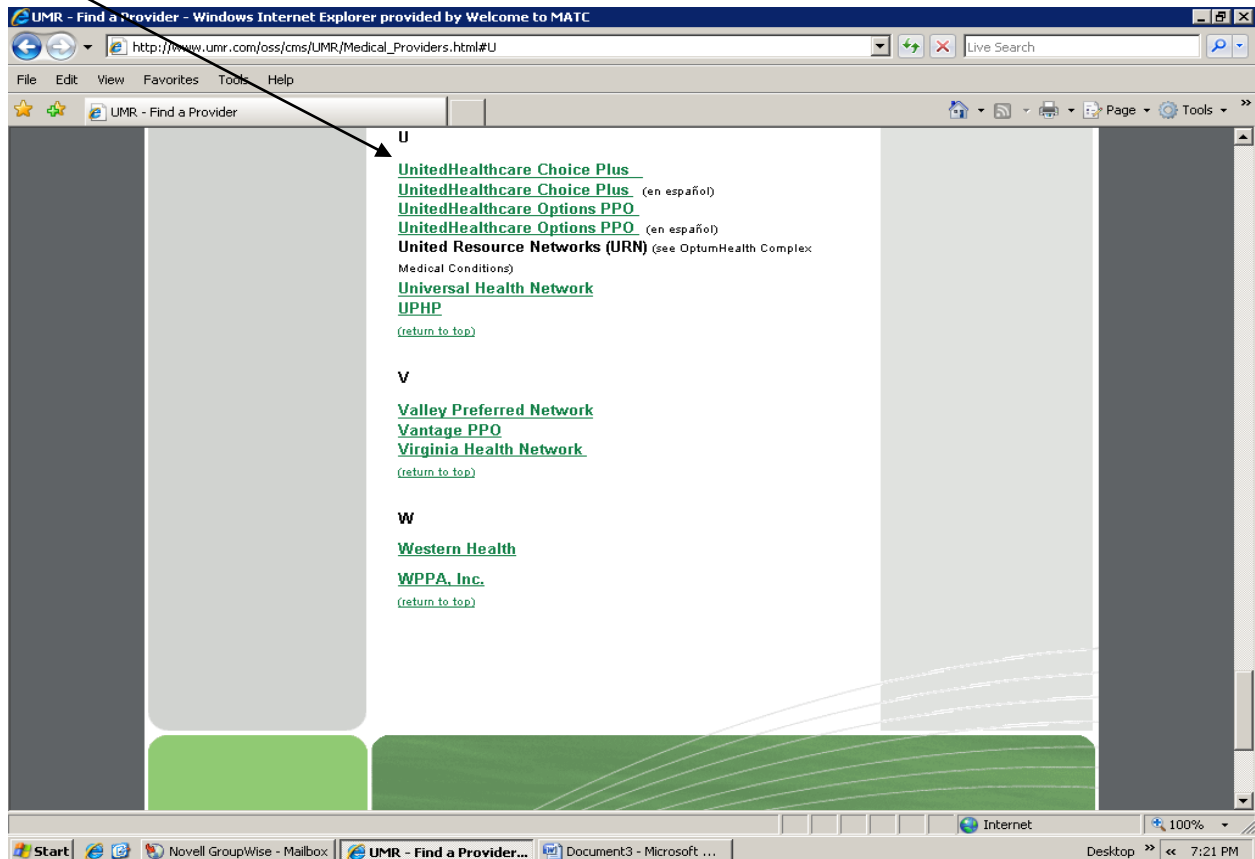 UMR - Find a Provider - Windows Internet Explorer provided by Welcome to MATC
http://www.umr.com/oss/cms/UMR/Medical_Providers.html#U
Live Search
File Edit View Favorites Tools Help
UMR - Find a Provider
Page Tools »
U
UnitedHealthcare Choice Plus
UnitedHealthcare Choice Plus (en español)
UnitedHealthcare Options PPO
UnitedHealthcare Options PPO (en español)
United Resource Networks (URN) (see OptumHealth Complex
Medical Conditions)
Universal Health Network
UPHP
(return to top)
V
Valley Preferred Network
Vantage PPO
Virginia Health Network
(return to top)
W
Western Health
WPPA, Inc.
(return to top)
Internet 100%
Start Novell GroupWise - Mailbox UMR - Find a Provider... Document3 - Microsoft ... Desktop » « 7:21 PM